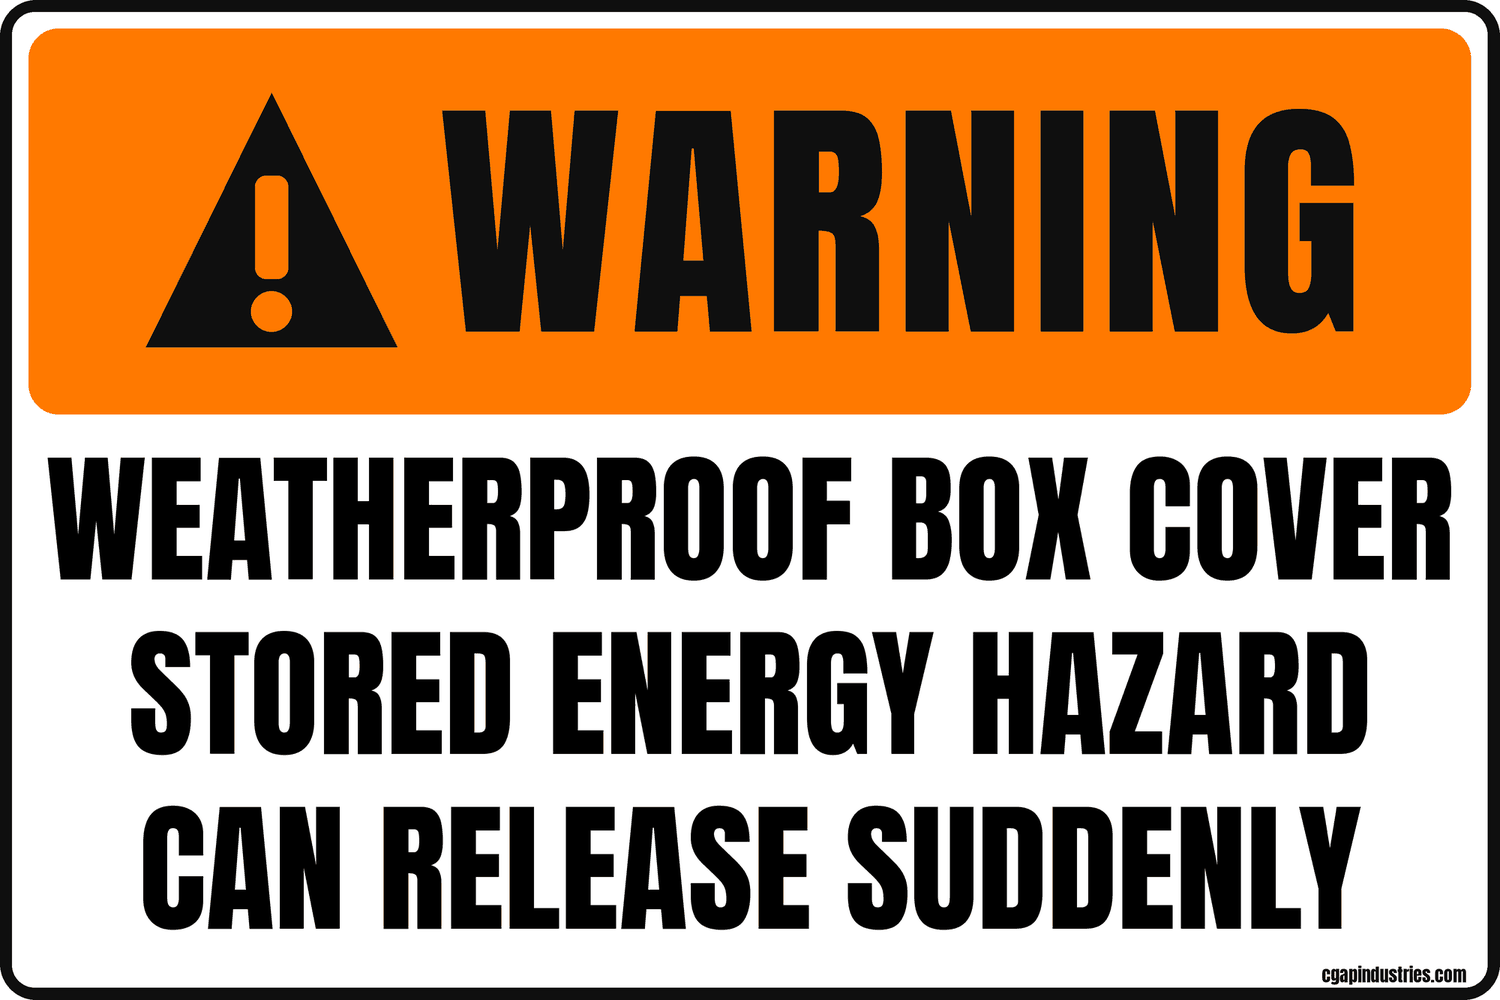 WARNING
WEATHERPROOF BOX COVER
STORED ENERGY HAZARD
CAN RELEASE SUDDENLY
cgapindustries.com